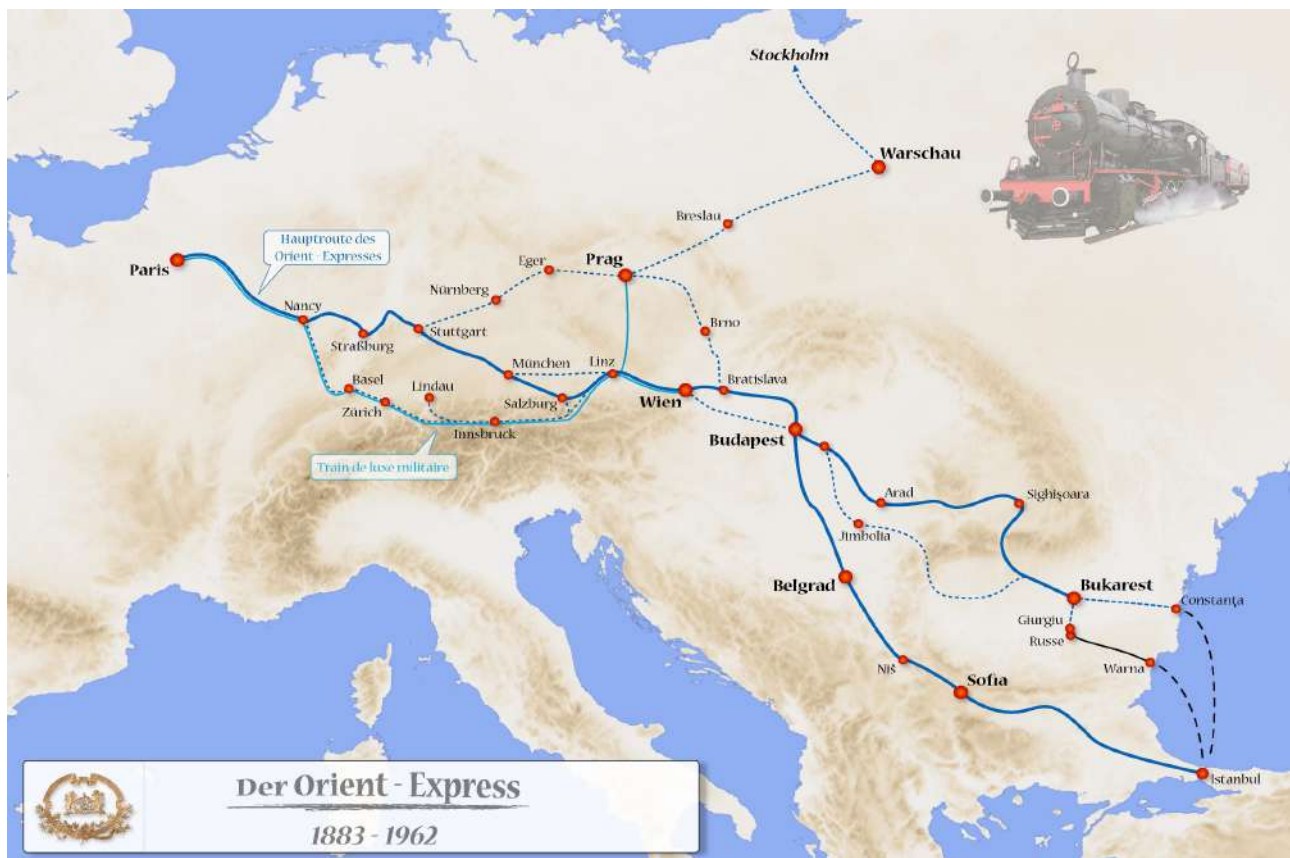 Stockholm
Warschau
Breslau
Hauptroute des
Orient - Expresses
Paris
Eger
Prag
Nürnberg
Nancy
Straßburg
Stuttgart
Brno
München
Linz
Basel
Lindau
Bratislava
Zürich
Salzburg
Wien
Innsbruck
Budapest
Train de luxe militaire
Arad
Sighişoara
Jimbolia
Belgrad
Bukarest
Constanţa
Giurgiu
Russe
Warna
Niš
Sofia
Istanbul
Der Orient - Express
1883 - 1962